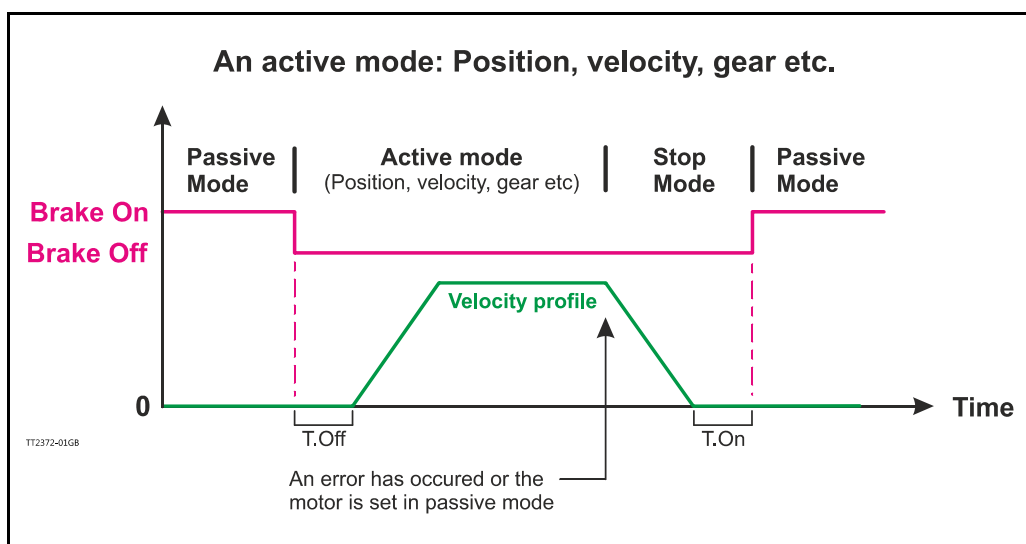 An active mode: Position, velocity, gear etc.
Passive
Mode
Active mode
(Position, velocity, gear etc)
Stop
Mode
Passive
Mode
Brake On
Brake Off
Velocity profile
0
Time
T.Off
T.On
TT2372-01GB
An error has occured or the
motor is set in passive mode